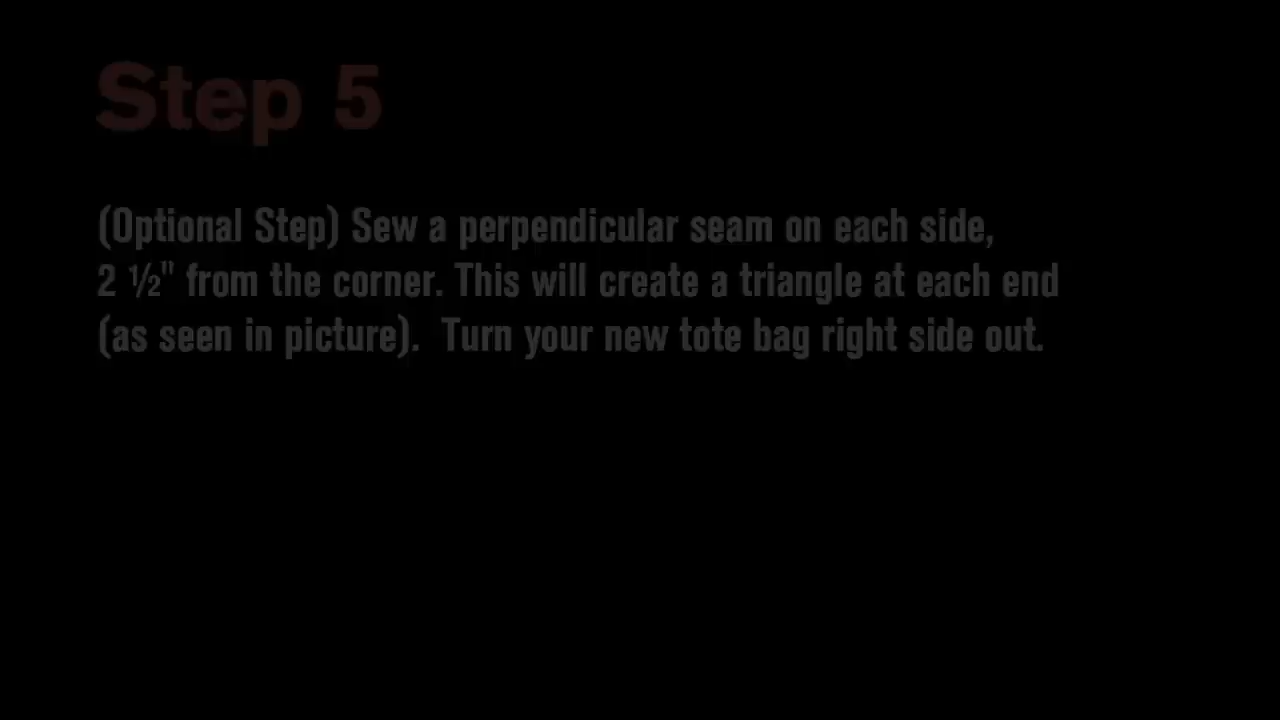 Step 5
(Optional Step) Sew a perpendicular seam on each side,
2 ½" from the corner. This will create a triangle at each end
(as seen in picture).  Turn your new tote bag right side out.